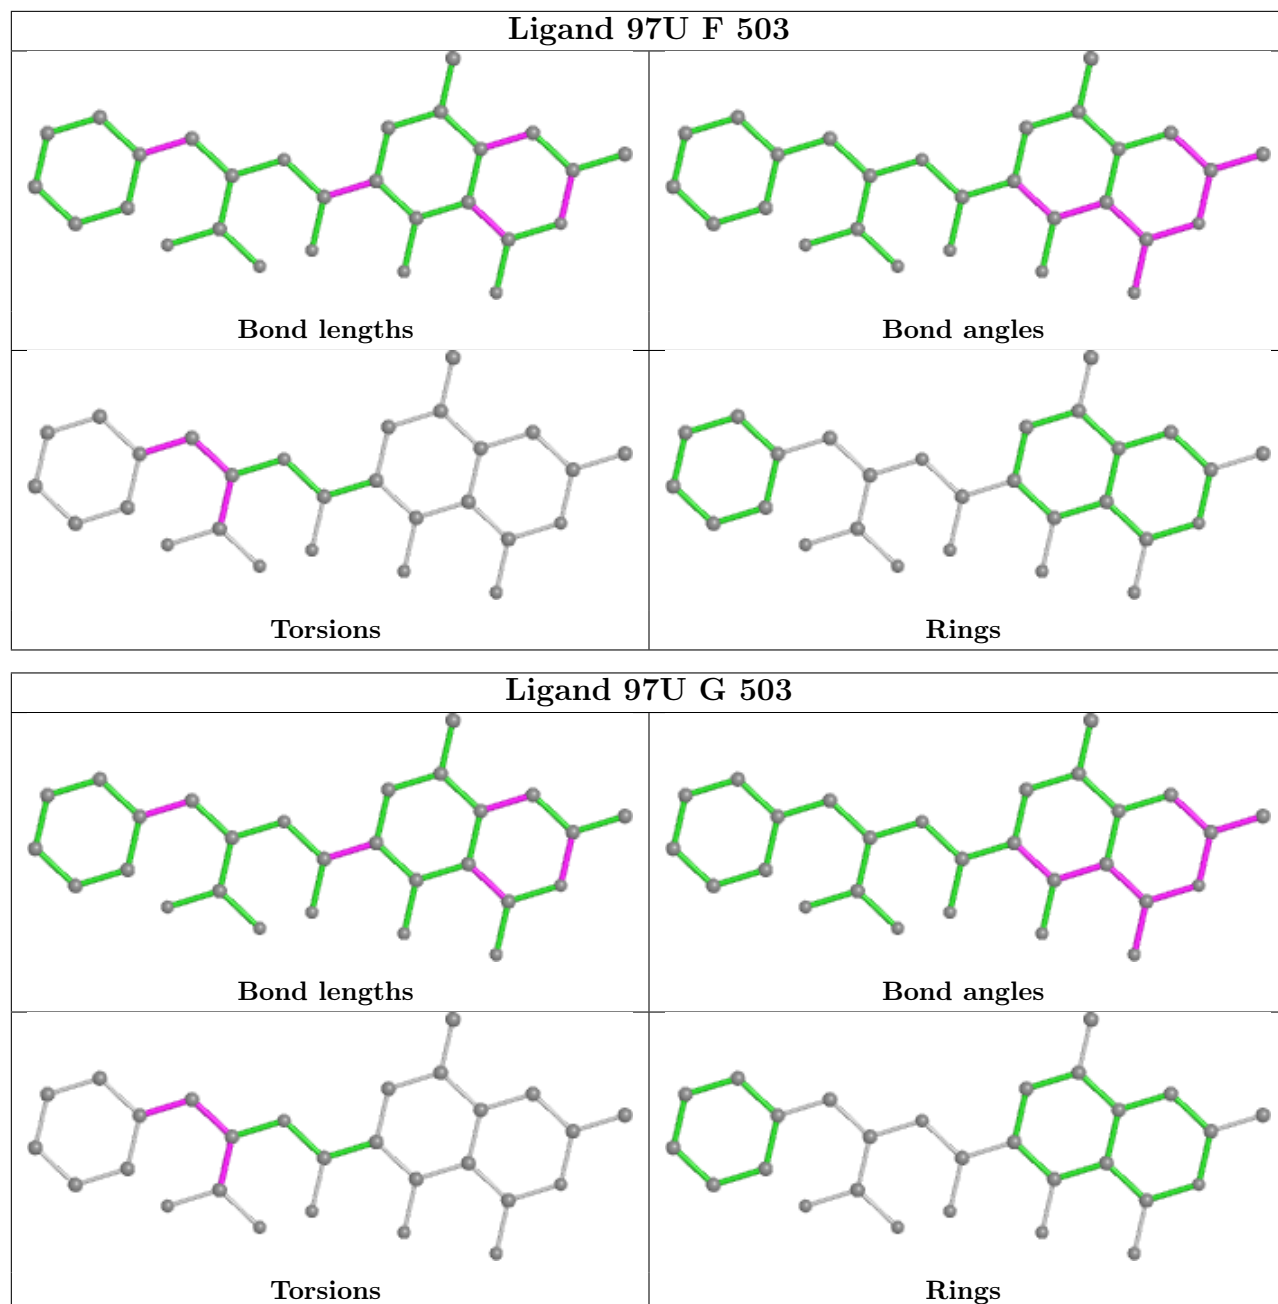 Ligand 97U F 503
Bond lengths
Bond angles
Torsions
Rings
Ligand 97U G 503
Bond lengths
Bond angles
Torsions
Rings